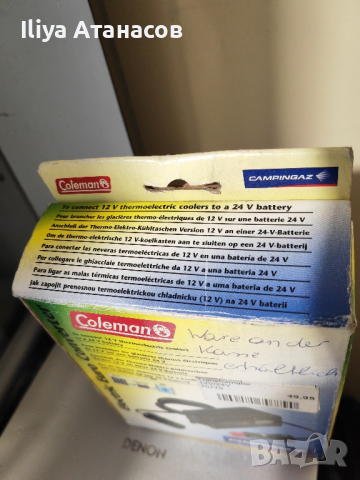 Iliya Atanacов
Coleman
CAMPINGAZ
To connect 12 V thermoelectric coolers to a 24 V battery
Pour brancher les glacières thermo-électriques de 12 V sur une batterie 24 V
Anschluß der Thermo-Elektro-Kühltaschen Version 12 V an einer 24-V-Batterie
Om de thermo-elektrische 12 V-koelkasten aan te sluiten op een 24 V-batterij
Para conectar las neveras termoeléctricas de 12 V en una batería de 24 V
Per collegare le ghiacciaie termoelettriche da 12 V a una batteria da 24 V
Para ligar as malas térmicas termoeléctricas de 12 V a uma bateria de 24 V
Jak zapojit prenosnou termoelektrickou chladnicku (12 V) na 24 V baterii
Coleman
Ware an der
Kasse
erhältlich
49,95
DENON
bazar